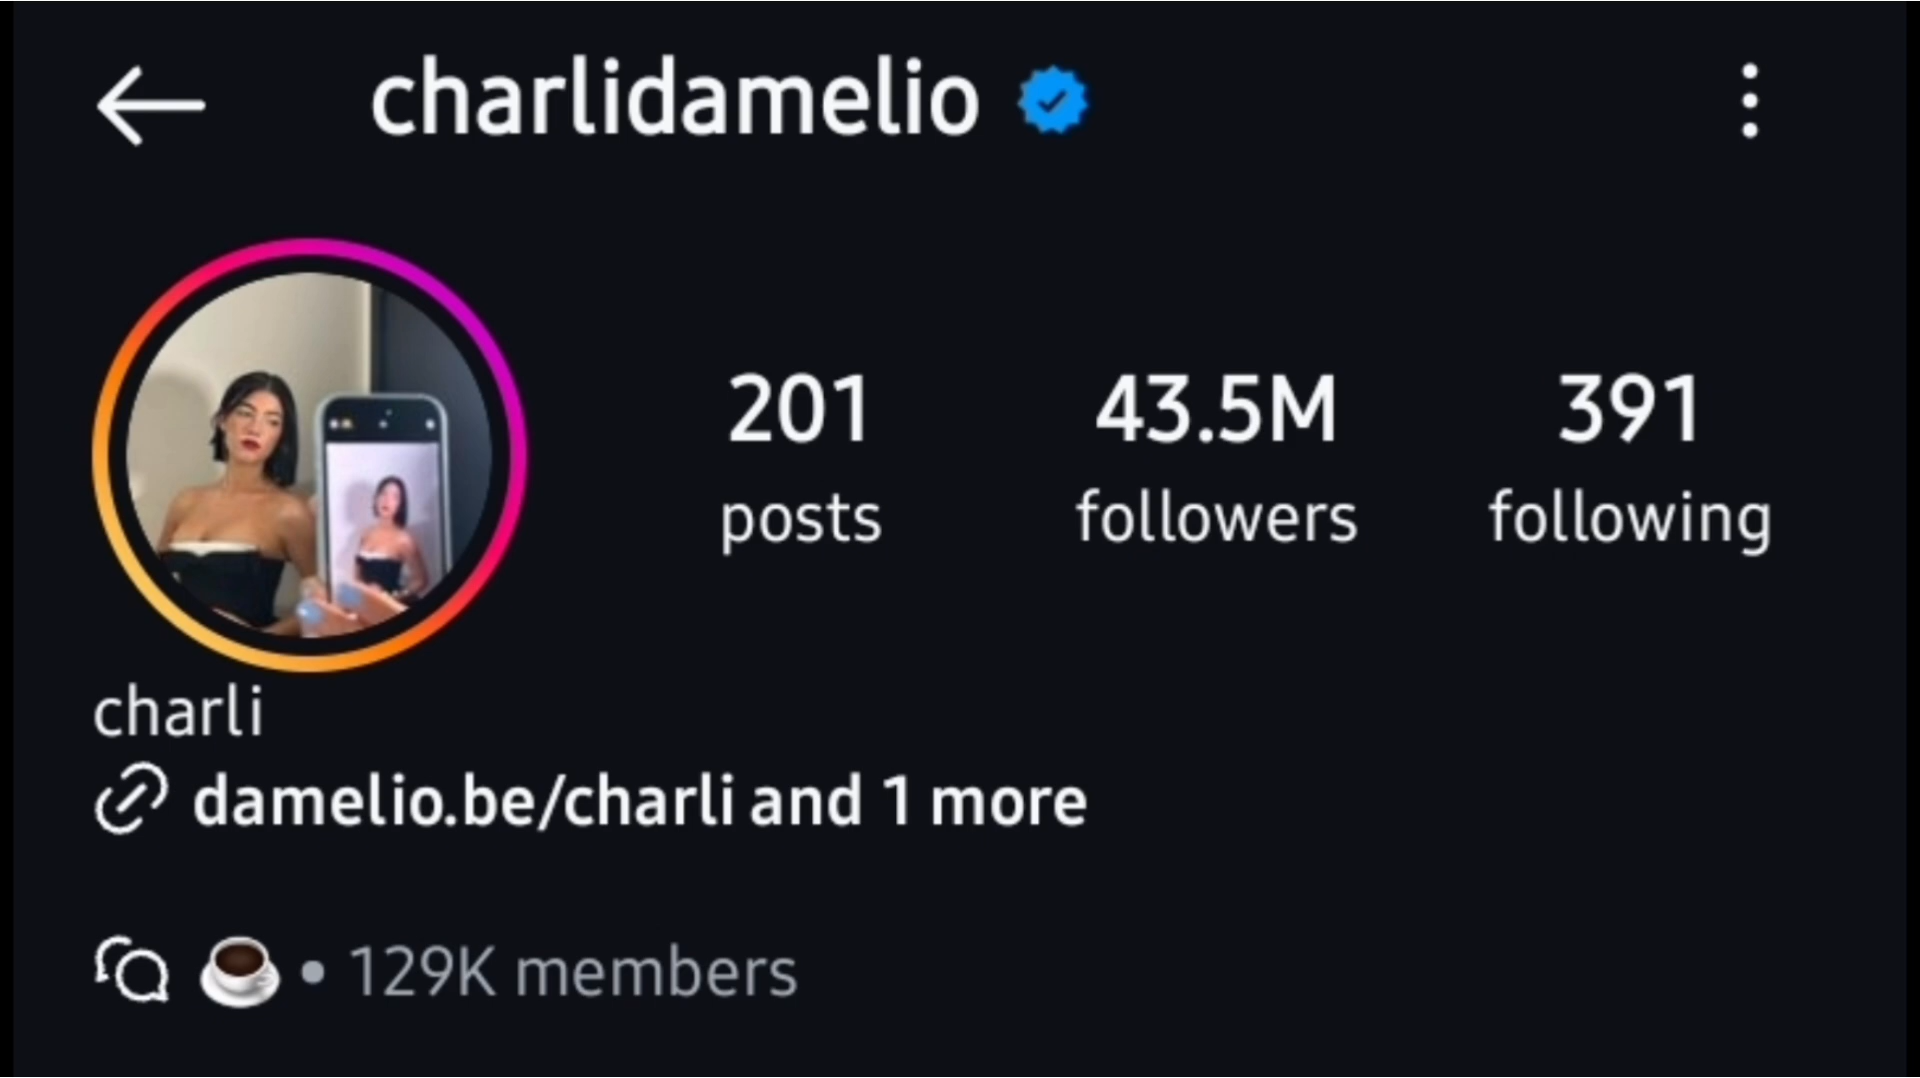 charlidamelio
201 43.5M 391
posts followers following
charli
damelio.be/charli and 1 more
☕ • 129K members